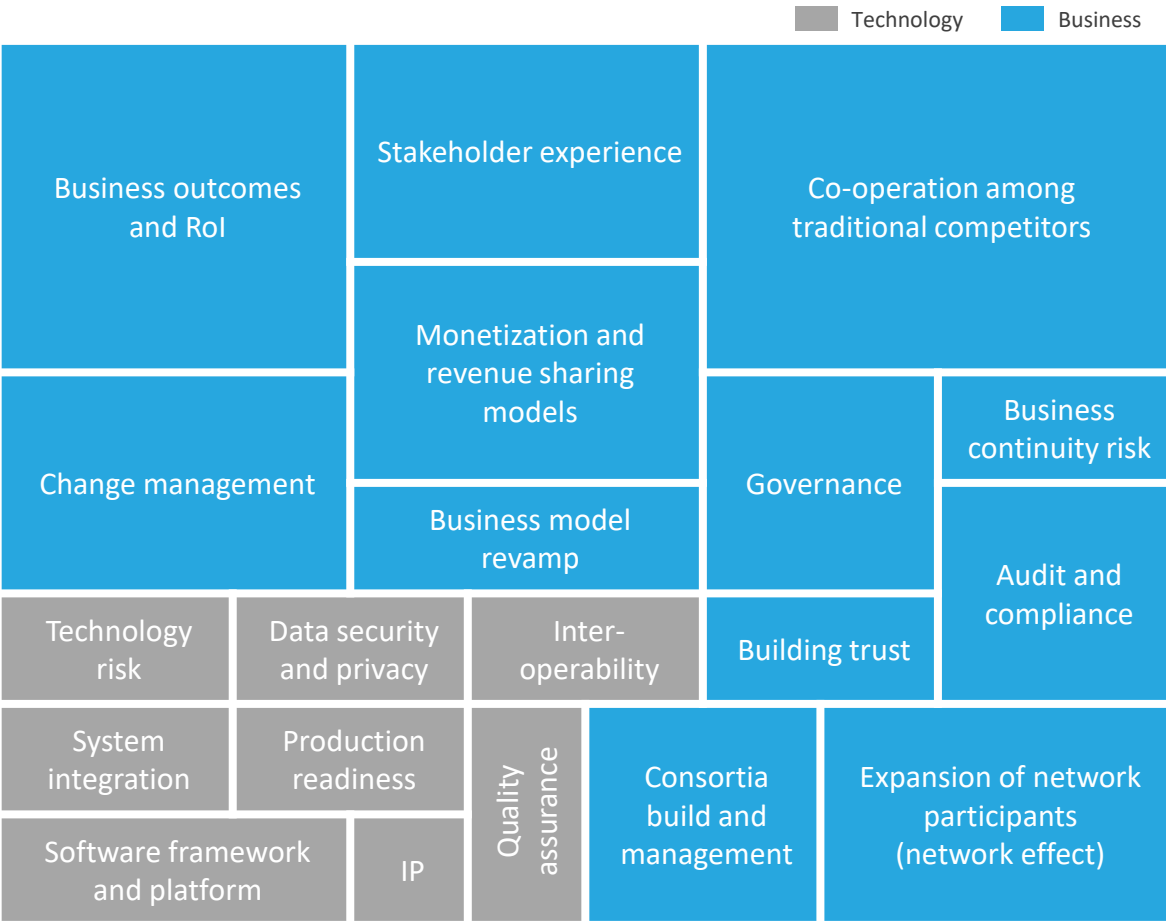 Technology
Business
Business outcomes
and RoI
Stakeholder experience
Co-operation among
traditional competitors
Monetization and
revenue sharing
models
Change management
Governance
Business
continuity risk
Business model
revamp
Audit and
compliance
Technology
risk
Data security
and privacy
Inter-
operability
Building trust
System
integration
Production
readiness
Quality
assurance
Consortia
build and
management
Expansion of network
participants
(network effect)
Software framework
and platform
IP